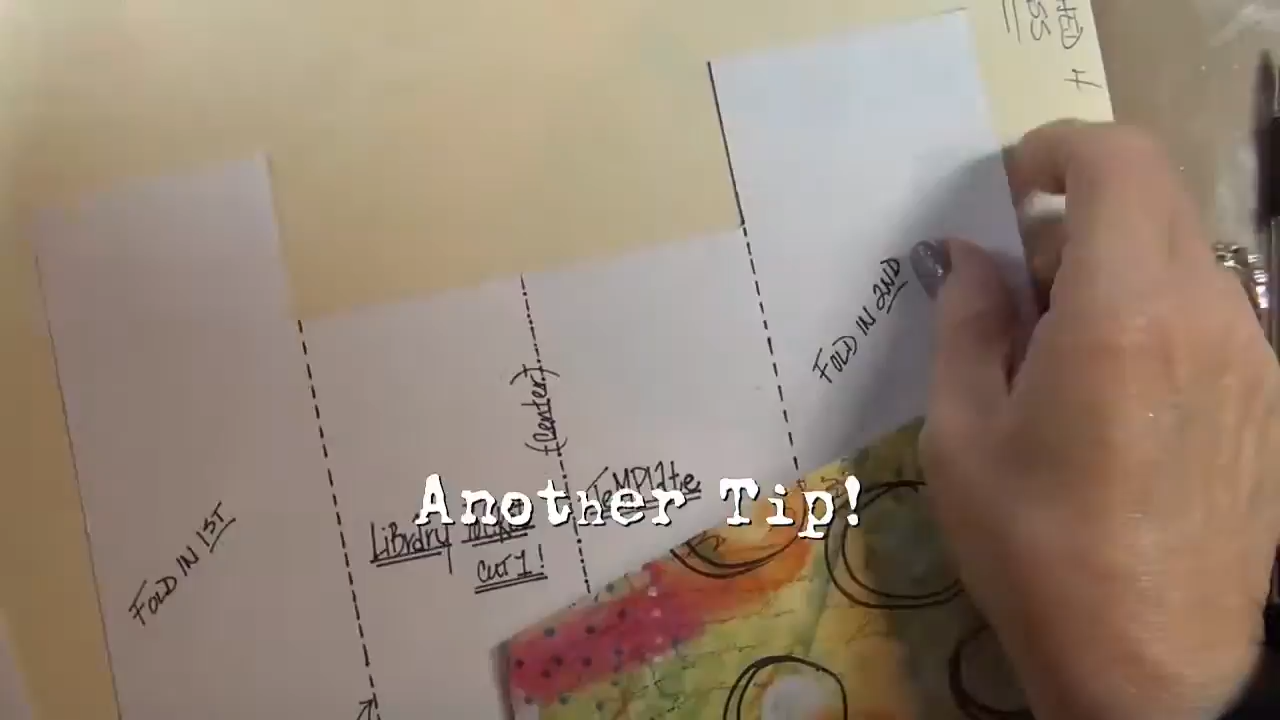 FOLD IN 2ND
(Center)
TEMPlate
Another Tip!
LiBrary
CUT 1!
FOLD IN 1ST